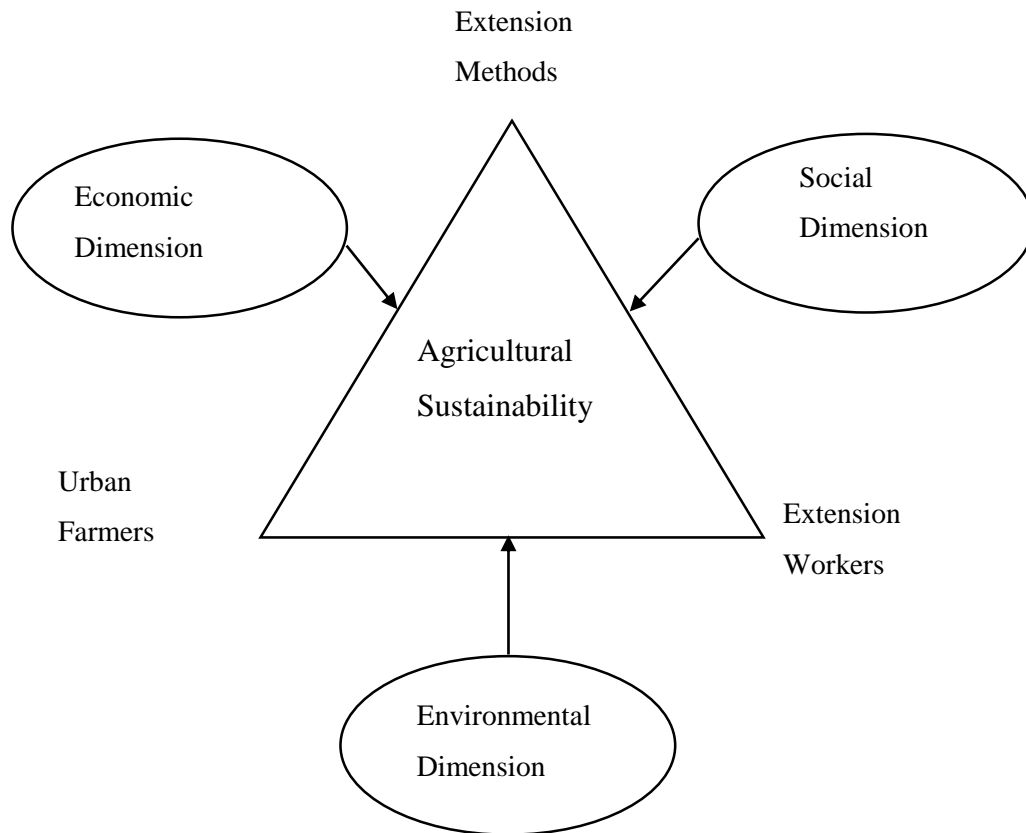 Extension
Methods
Economic
Dimension
Social
Dimension
Agricultural
Sustainability
Urban
Farmers
Extension
Workers
Environmental
Dimension